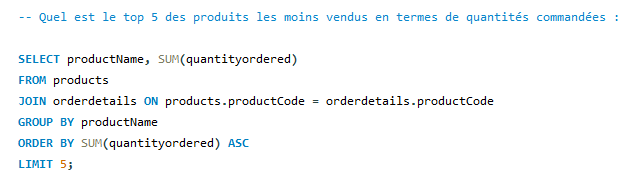 -- Quel est le top 5 des produits les moins vendus en termes de quantités commandées :
SELECT productName, SUM(quantityordered)
FROM products
JOIN orderdetails ON products.productCode = orderdetails.productCode
GROUP BY productName
ORDER BY SUM(quantityordered) ASC
LIMIT 5;